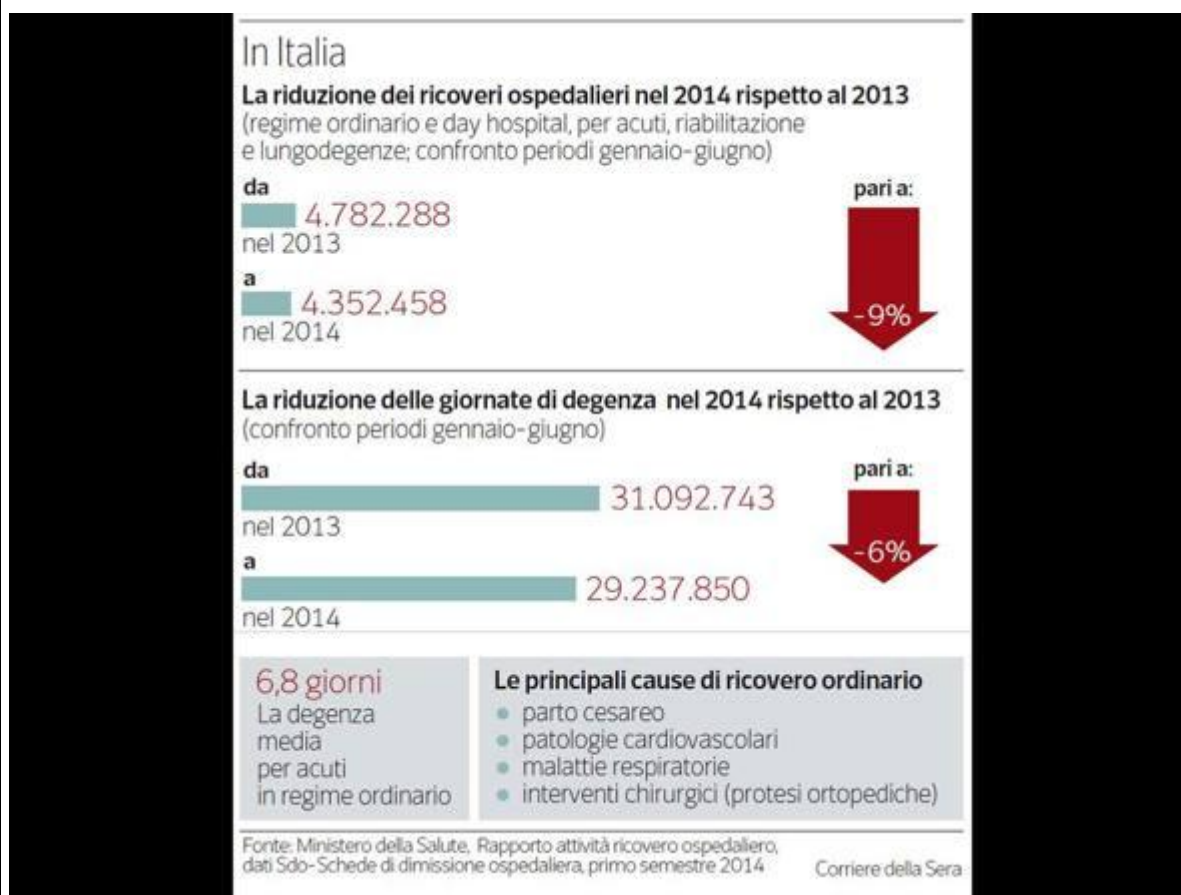 In Italia
La riduzione dei ricoveri ospedalieri nel 2014 rispetto al 2013
(regime ordinario e day hospital, per acuti, riabilitazione
e lungodegenze; confronto periodi gennaio-giugno)
da
4.782.288
nel 2013
a
4.352.458
nel 2014
pari a:
-9%
La riduzione delle giornate di degenza nel 2014 rispetto al 2013
(confronto periodi gennaio-giugno)
da
31.092.743
nel 2013
a
29.237.850
nel 2014
pari a:
-6%
6,8 giorni
La degenza
media
per acuti
in regime ordinario
Le principali cause di ricovero ordinario
parto cesareo
patologie cardiovascolari
malattie respiratorie
interventi chirurgici (protesi ortopediche)
Fonte: Ministero della Salute, Rapporto attività ricovero ospedaliero,
dati Sdo-Schede di dimissione ospedaliera, primo semestre 2014
Corriere della Sera